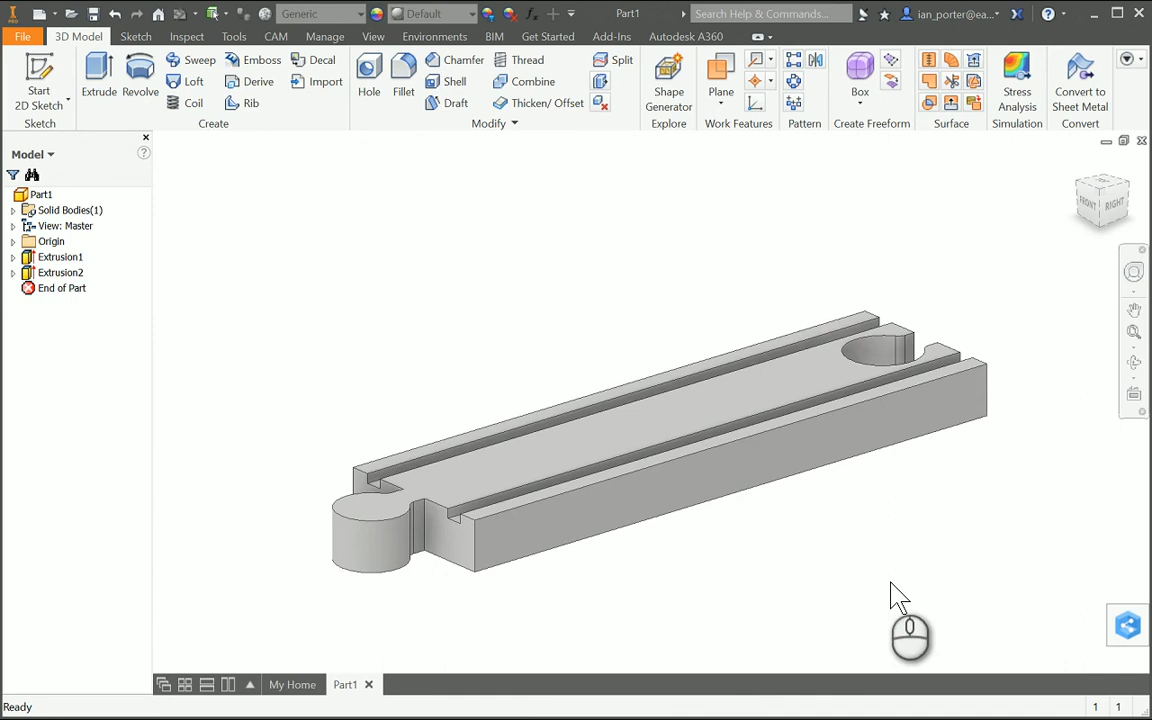 PRO Generic Default Part1 Search Help & Commands... ian_porter@ea...
File 3D Model Sketch Inspect Tools CAM Manage View Environments BIM Get Started Add-Ins Autodesk A360
Start
2D Sketch
Extrude
Revolve
Sweep
Loft
Coil
Emboss
Derive
Rib
Decal
Import
Hole
Fillet
Chamfer
Shell
Draft
Thread
Combine
Thicken/ Offset
Split
Shape
Generator
Plane
Box
Stress
Analysis
Convert to
Sheet Metal
Sketch Create Modify Explore Work Features Pattern Create Freeform Surface Simulation Convert
Model
Part1
Solid Bodies(1)
View: Master
Origin
Extrusion1
Extrusion2
End of Part
FRONT RIGHT
My Home Part1
Ready 1 1